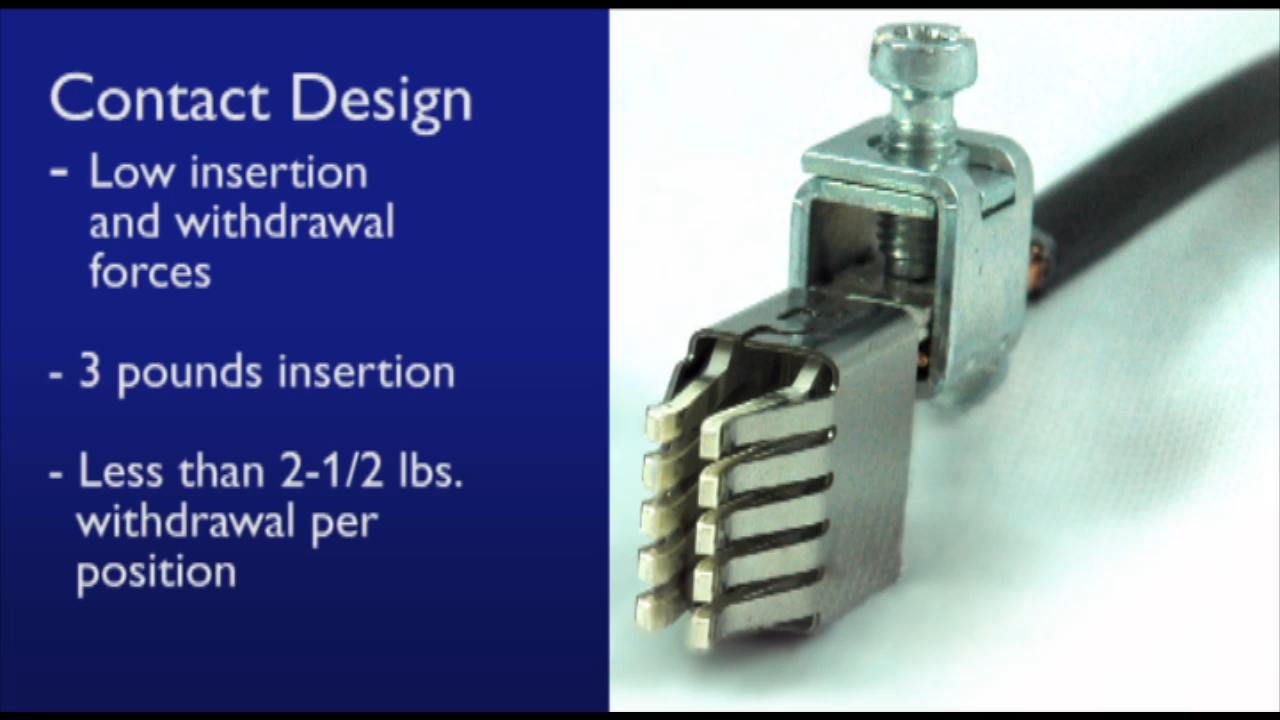 Contact Design
- Low insertion
and withdrawal
forces
- 3 pounds insertion
- Less than 2-1/2 lbs.
withdrawal per
position